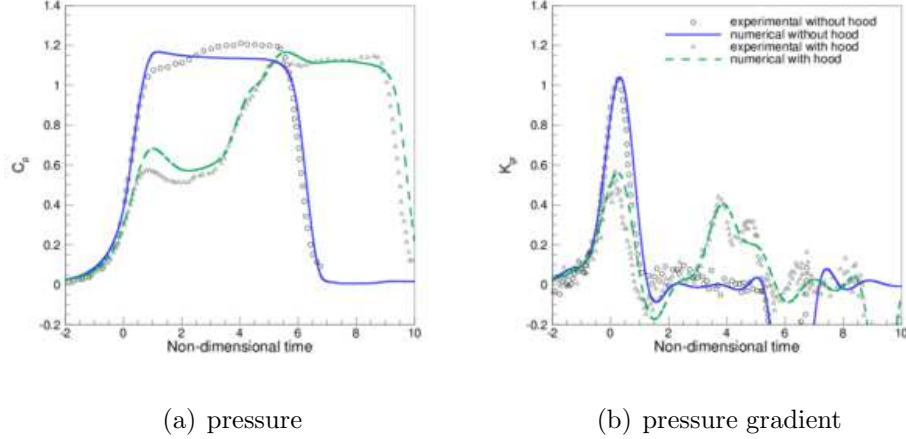 experimental without hood
numerical without hood
experimental with hood
numerical with hood
1.4
1.2
1
0.8
0.6
0.4
0.2
0
-0.2
Cp
-2 0 2 4 6 8 10
Non-dimensional time
1.4
1.2
1
0.8
0.6
0.4
0.2
0
-0.2
-2 0 2 4 6 8 10
Non-dimensional time
(a) pressure
(b) pressure gradient